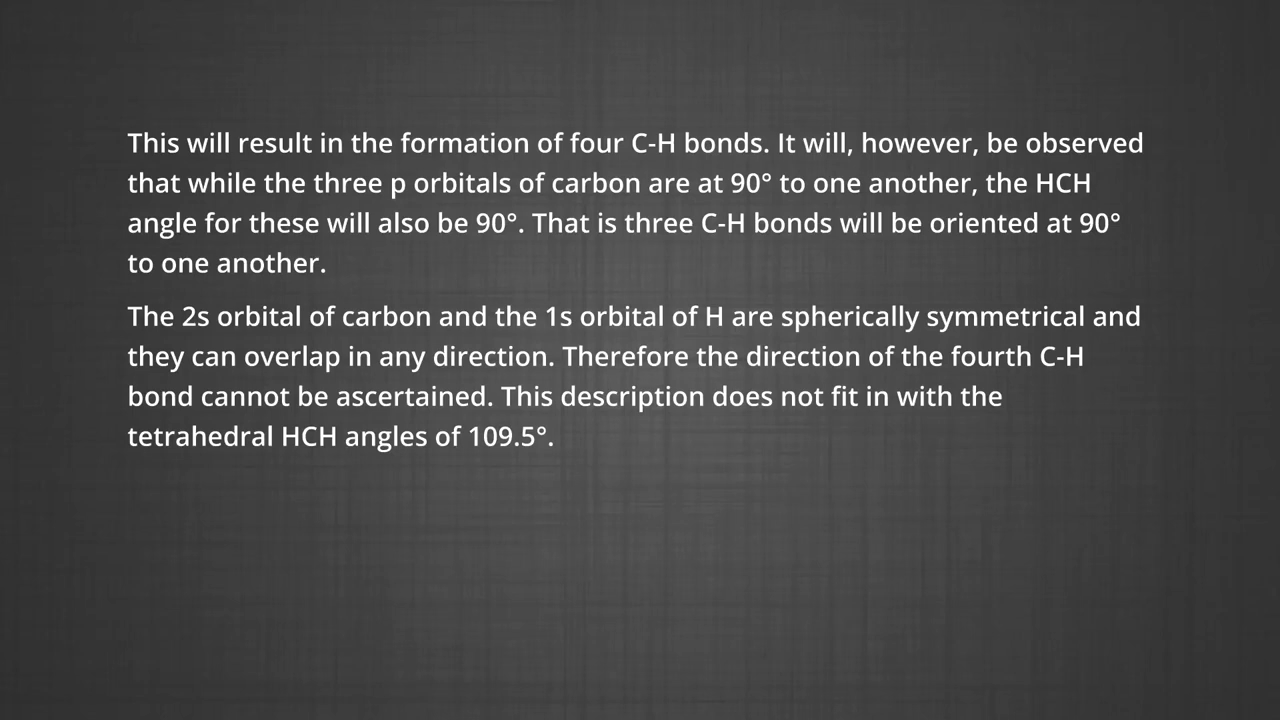 This will result in the formation of four C-H bonds. It will, however, be observed
that while the three p orbitals of carbon are at 90° to one another, the HCH
angle for these will also be 90°. That is three C-H bonds will be oriented at 90°
to one another.
The 2s orbital of carbon and the 1s orbital of H are spherically symmetrical and
they can overlap in any direction. Therefore the direction of the fourth C-H
bond cannot be ascertained. This description does not fit in with the
tetrahedral HCH angles of 109.5°.